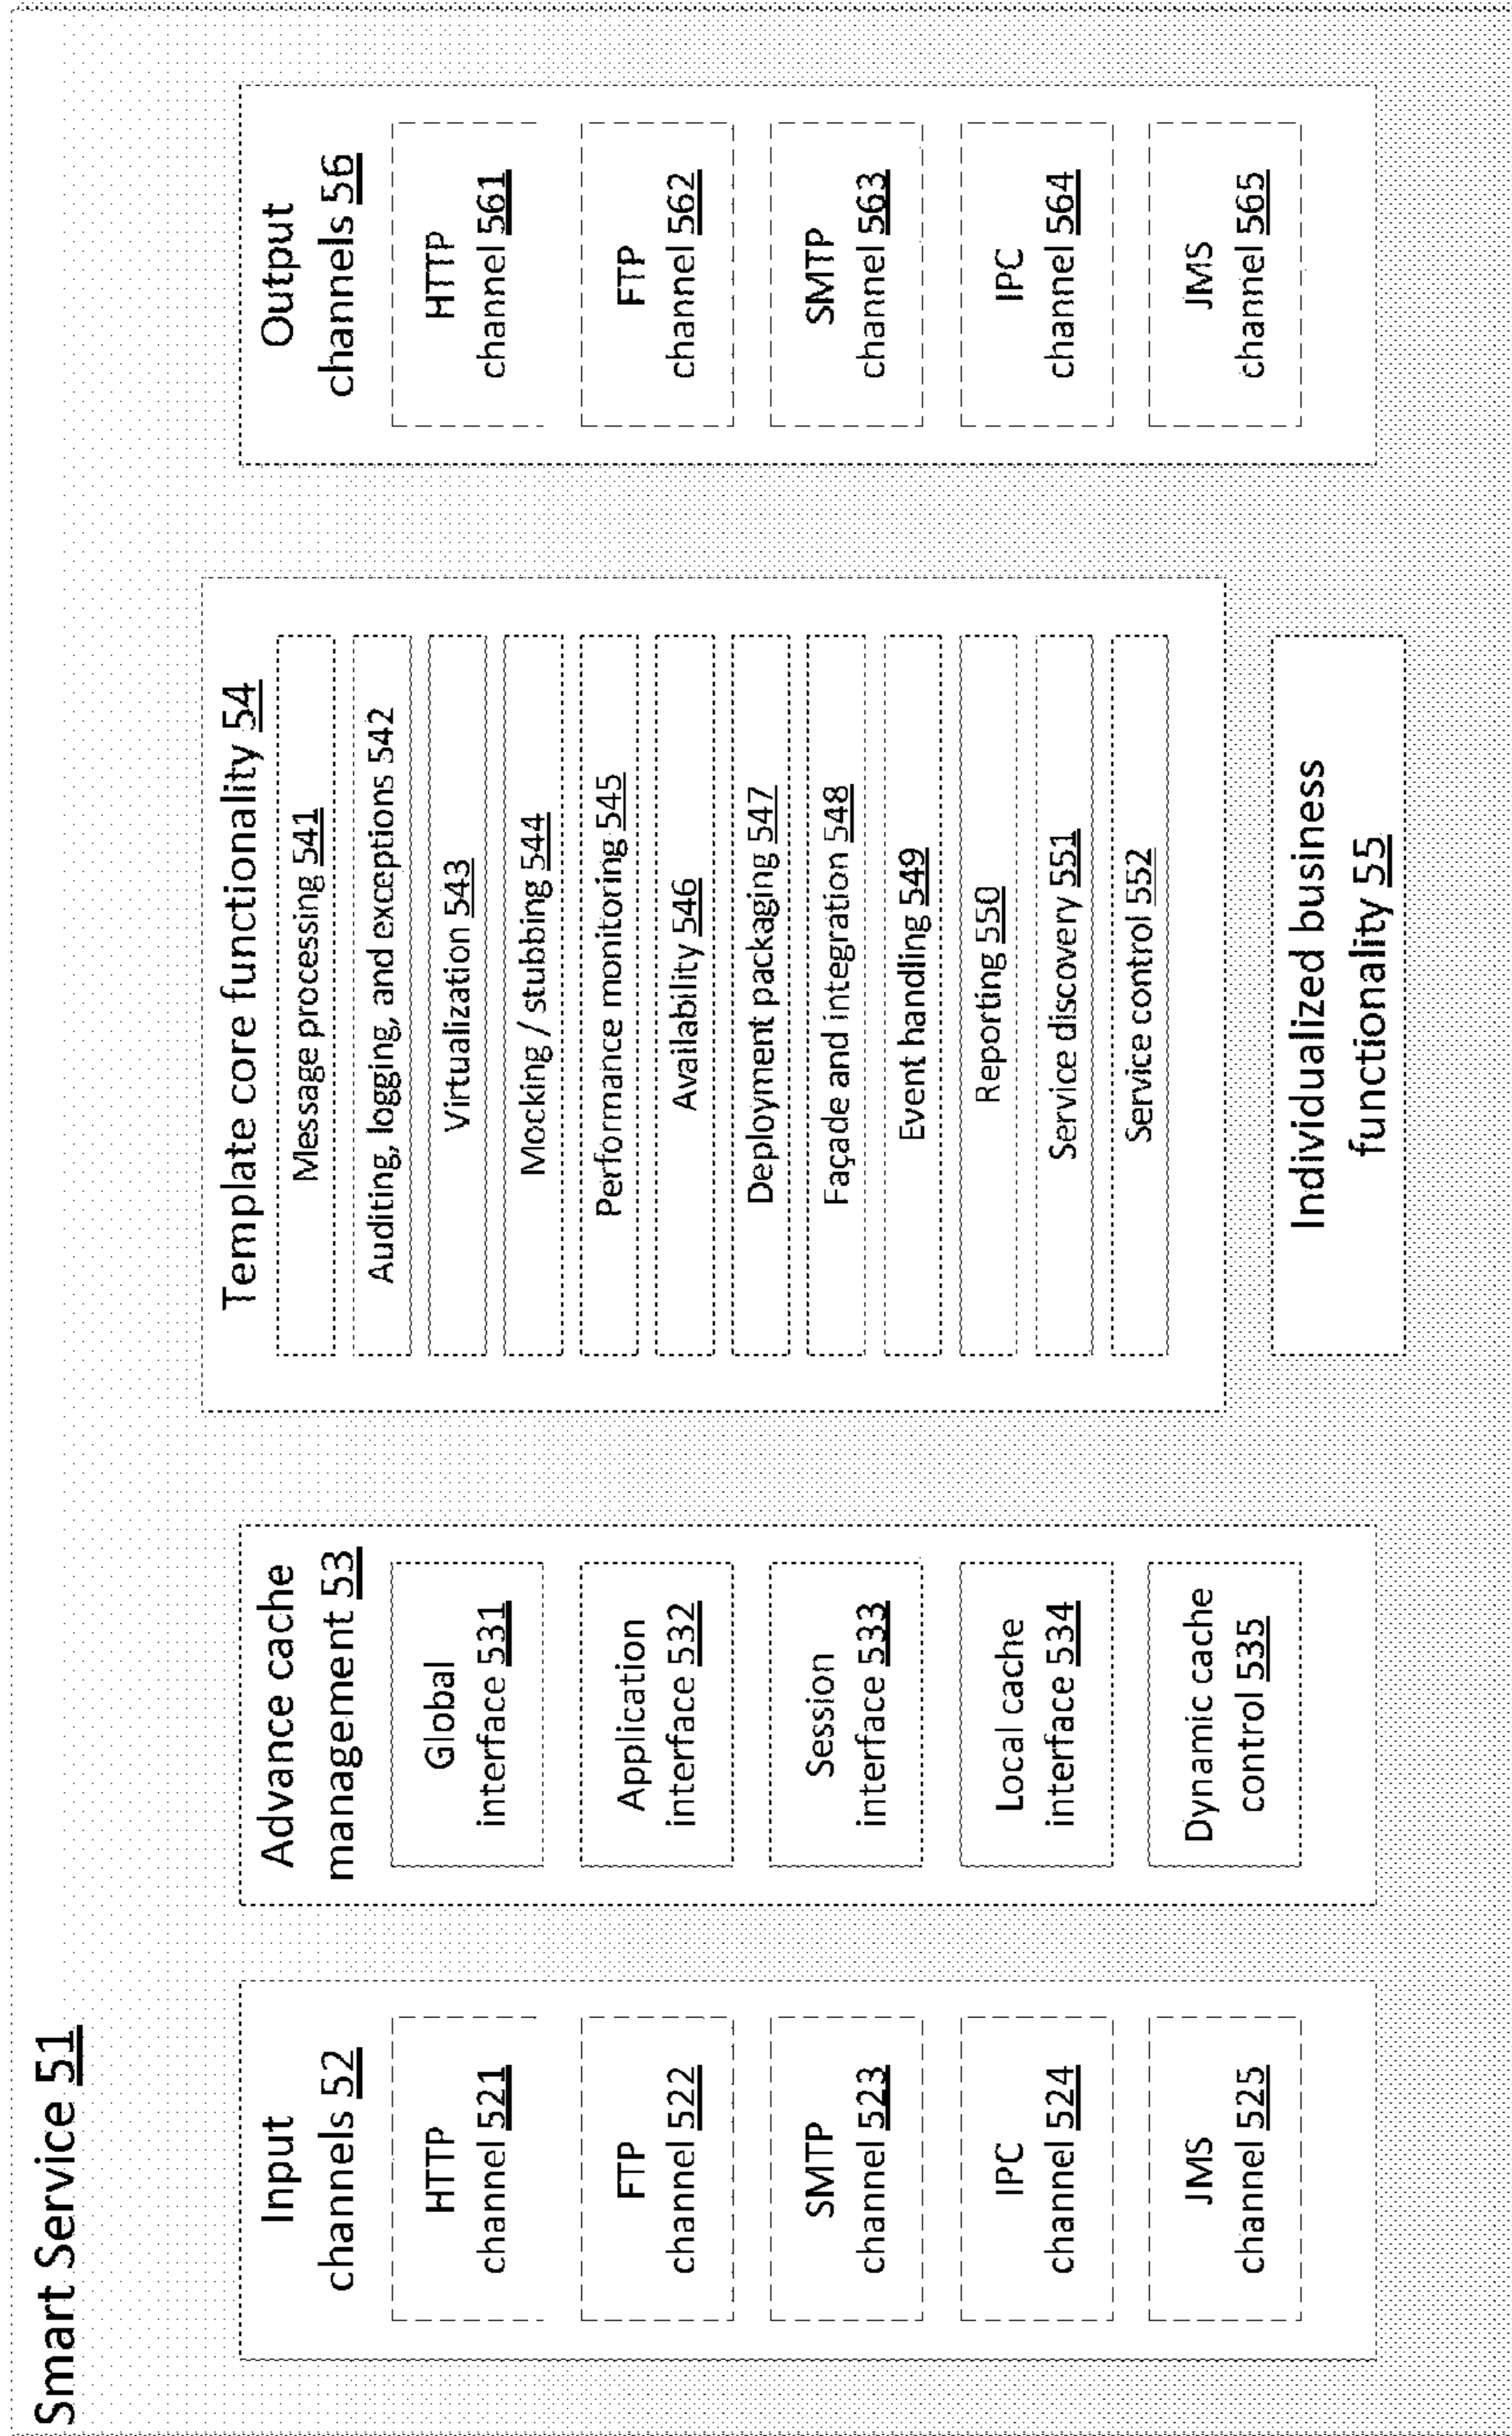 Smart Service 51
Input
channels 52
HTTP
channel 521
FTP
channel 522
SMTP
channel 523
IPC
channel 524
JMS
channel 525
Advance cache
management 53
Global
interface 531
Application
interface 532
Session
interface 533
Local cache
interface 534
Dynamic cache
control 535
Template core functionality 54
Message processing 541
Auditing, logging, and exceptions 542
Virtualization 543
Mocking / stubbing 544
Performance monitoring 545
Availability 546
Deployment packaging 547
Façade and integration 548
Event handling 549
Reporting 550
Service discovery 551
Service control 552
Individualized business
functionality 55
Output
channels 56
HTTP
channel 561
FTP
channel 562
SMTP
channel 563
IPC
channel 564
JMS
channel 565